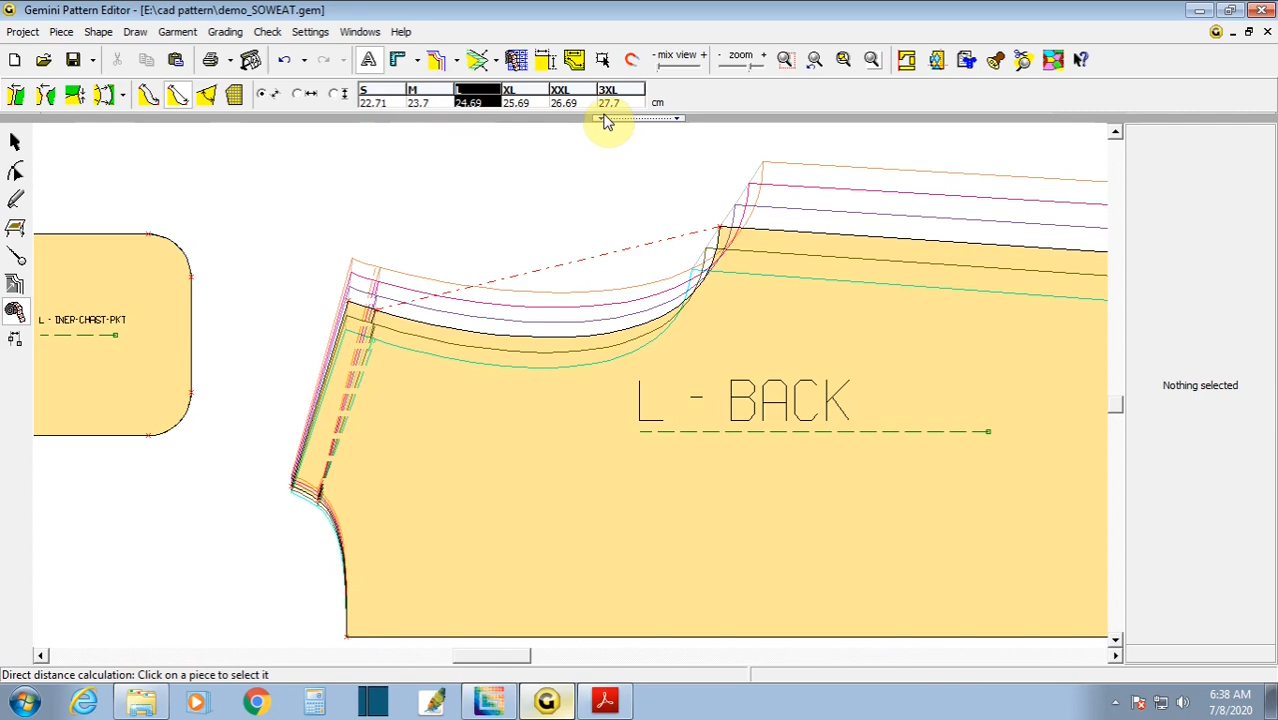 Gemini Pattern Editor - [E:\cad pattern\demo_SOWEAT.gem]
Project Piece Shape Draw Garment Grading Check Settings Windows Help
- mix view + - zoom +
S M L XL XXL 3XL
22.71 23.7 24.69 25.69 26.69 27.7 cm
L - INER-CHAST-PKT
L - BACK
Nothing selected
Direct distance calculation: Click on a piece to select it
6:38 AM
7/8/2020